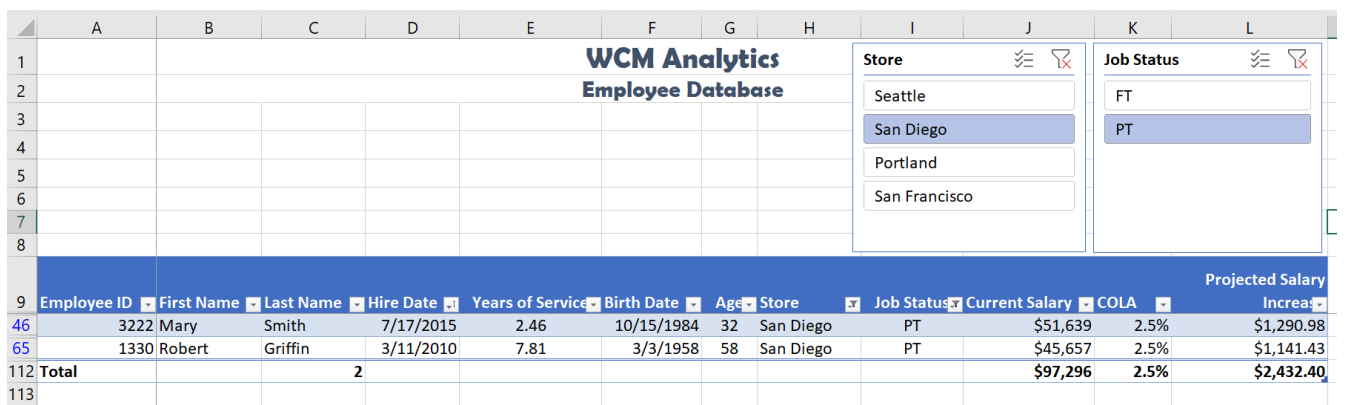 A B C D E F G H I J K L
1 WCM Analytics
2 Employee Database
3
4
5
6
7
8
Store
Seattle
San Diego
Portland
San Francisco
Job Status
FT
PT
Projected Salary
9 Employee ID First Name Last Name Hire Date Years of Service Birth Date Age Store Job Status Current Salary COLA Increas
46 3222 Mary Smith 7/17/2015 2.46 10/15/1984 32 San Diego PT $51,639 2.5% $1,290.98
65 1330 Robert Griffin 3/11/2010 7.81 3/3/1958 58 San Diego PT $45,657 2.5% $1,141.43
112 Total 2 $97,296 2.5% $2,432.40
113